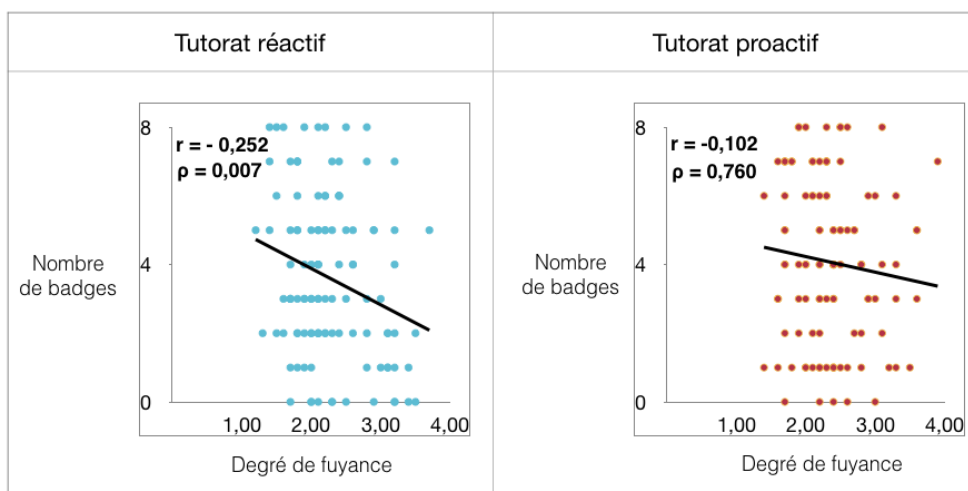 Tutorat réactif
Tutorat proactif
8
r = - 0,252
ρ = 0,007
Nombre
de badges
4
0
1,00 2,00 3,00 4,00
Degré de fuyance
8
r = -0,102
ρ = 0,760
Nombre
de badges
4
0
1,00 2,00 3,00 4,00
Degré de fuyance